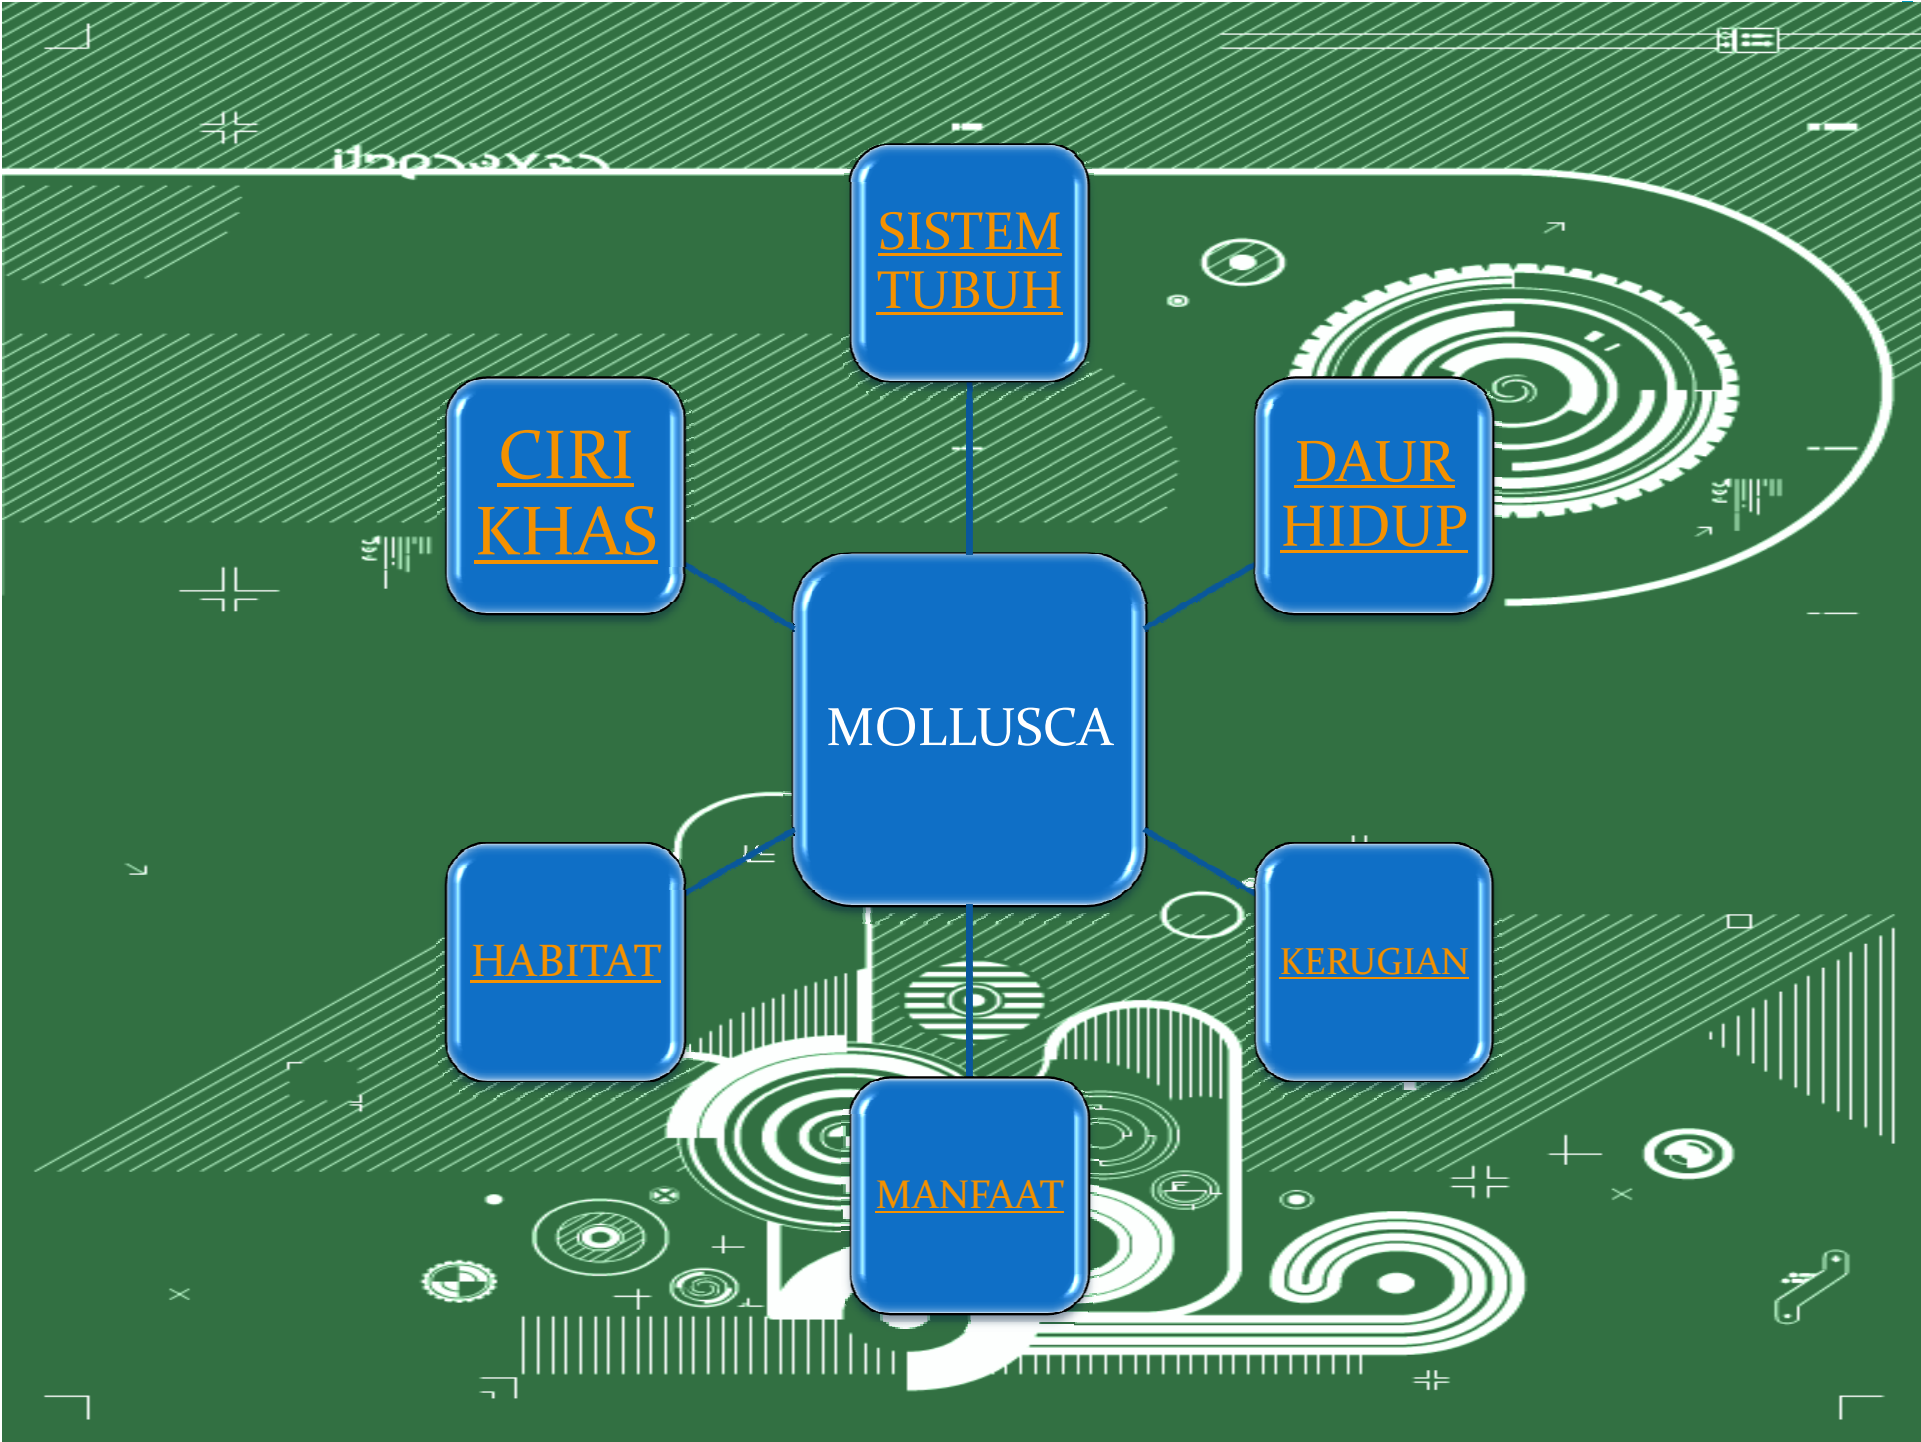 SISTEM
TUBUH
CIRI
KHAS
DAUR
HIDUP
MOLLUSCA
HABITAT
KERUGIAN
MANFAAT